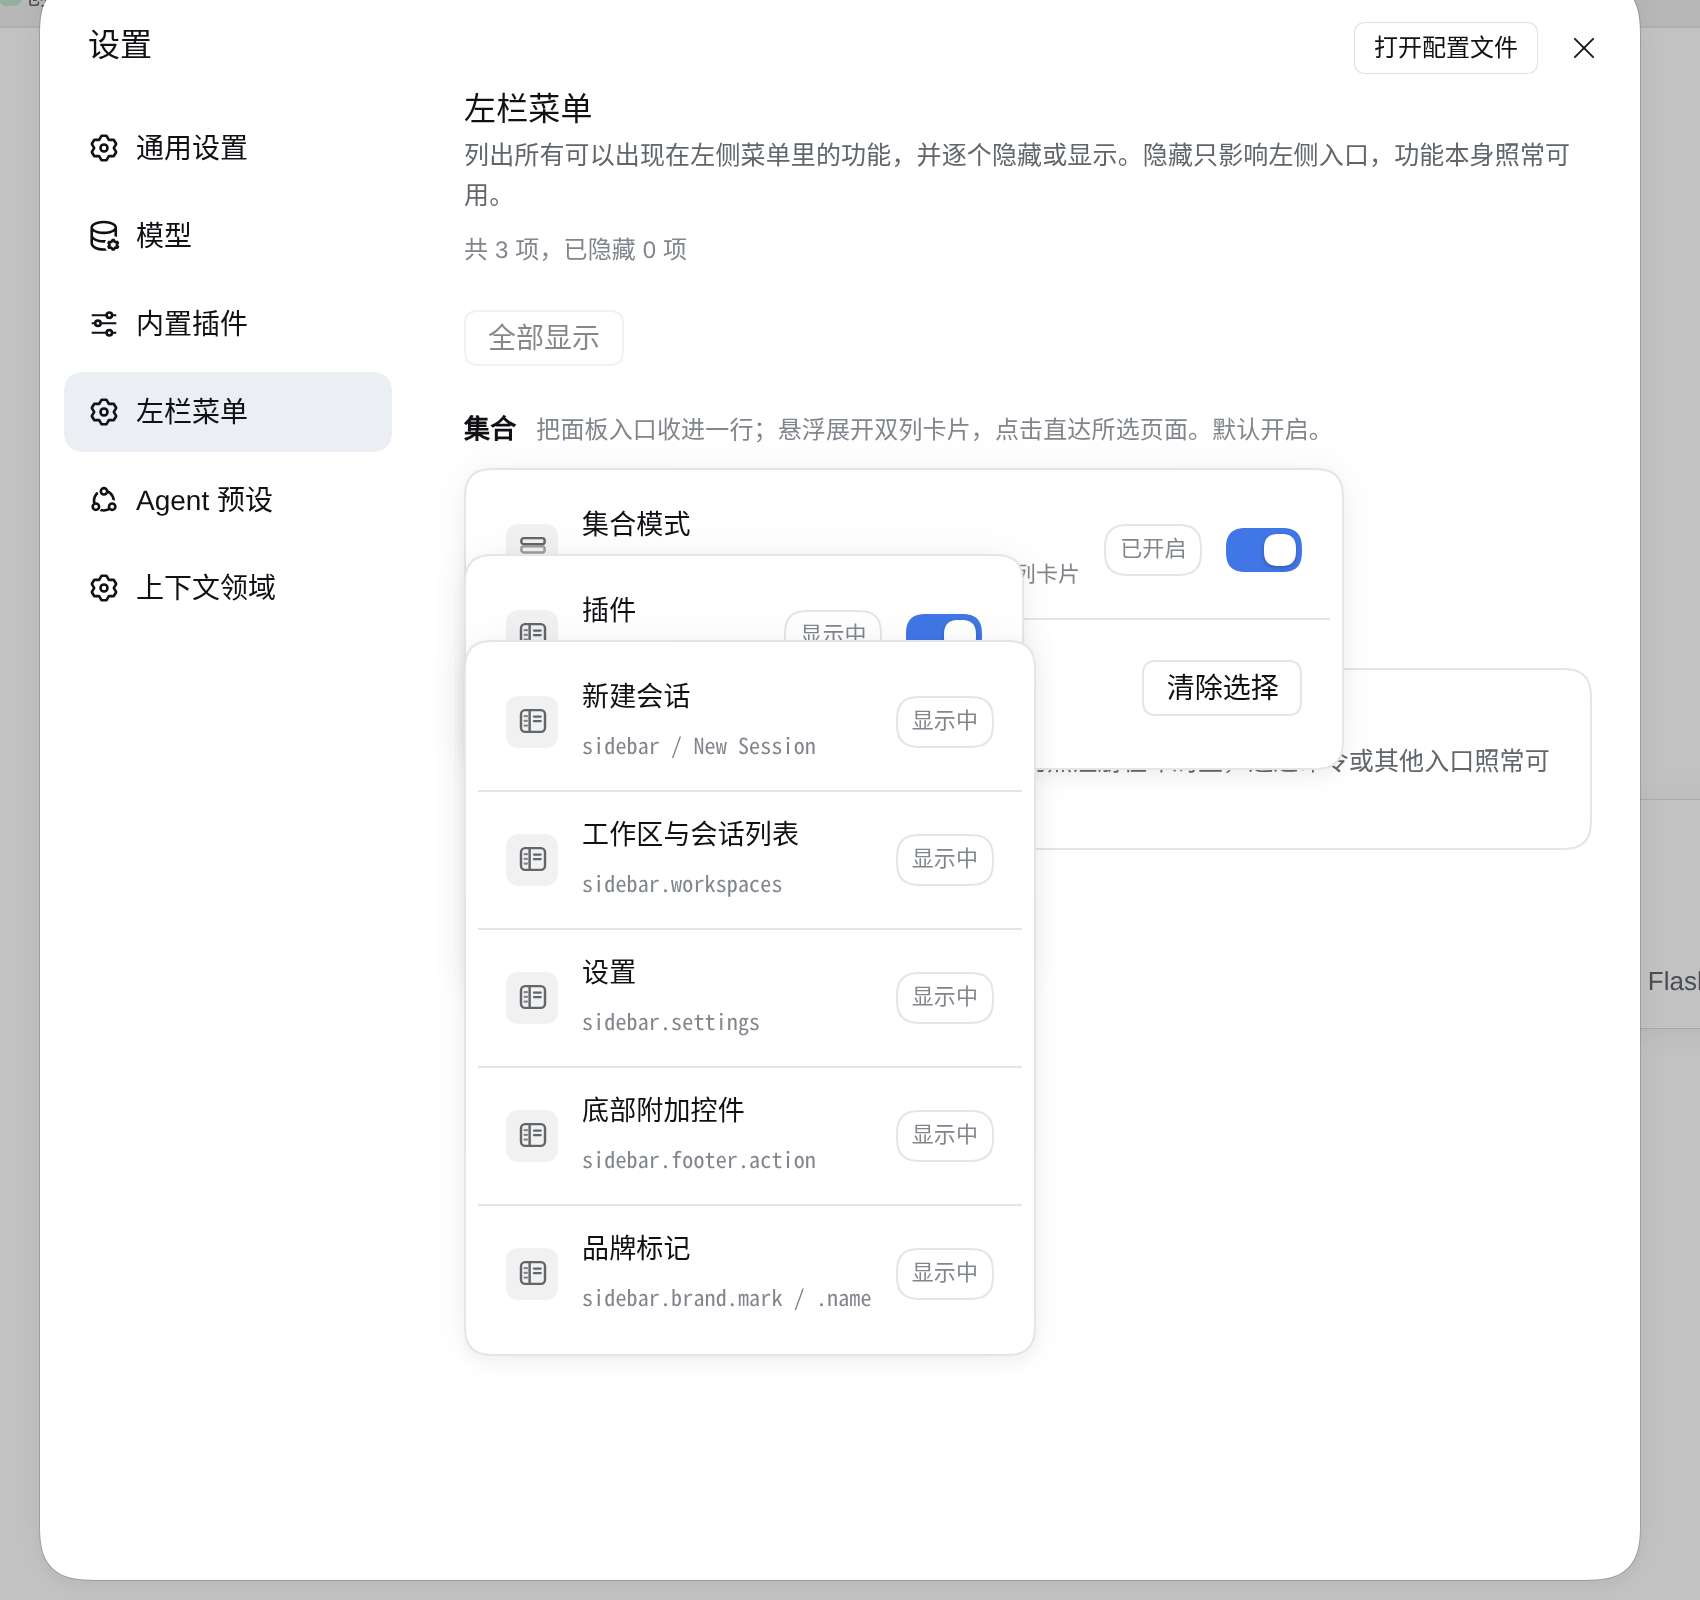 设置
打开配置文件
通用设置
模型
内置插件
左栏菜单
Agent 预设
上下文领域
左栏菜单
列出所有可以出现在左侧菜单里的功能，并逐个隐藏或显示。隐藏只影响左侧入口，功能本身照常可
用。
共 3 项，已隐藏 0 项
全部显示
集合 把面板入口收进一行；悬浮展开双列卡片，点击直达所选页面。默认开启。
集合模式
列卡片
已开启
插件
显示中
清除选择
令或其他入口照常可
新建会话
sidebar / New Session
显示中
工作区与会话列表
sidebar.workspaces
显示中
设置
sidebar.settings
显示中
底部附加控件
sidebar.footer.action
显示中
品牌标记
sidebar.brand.mark / .name
显示中